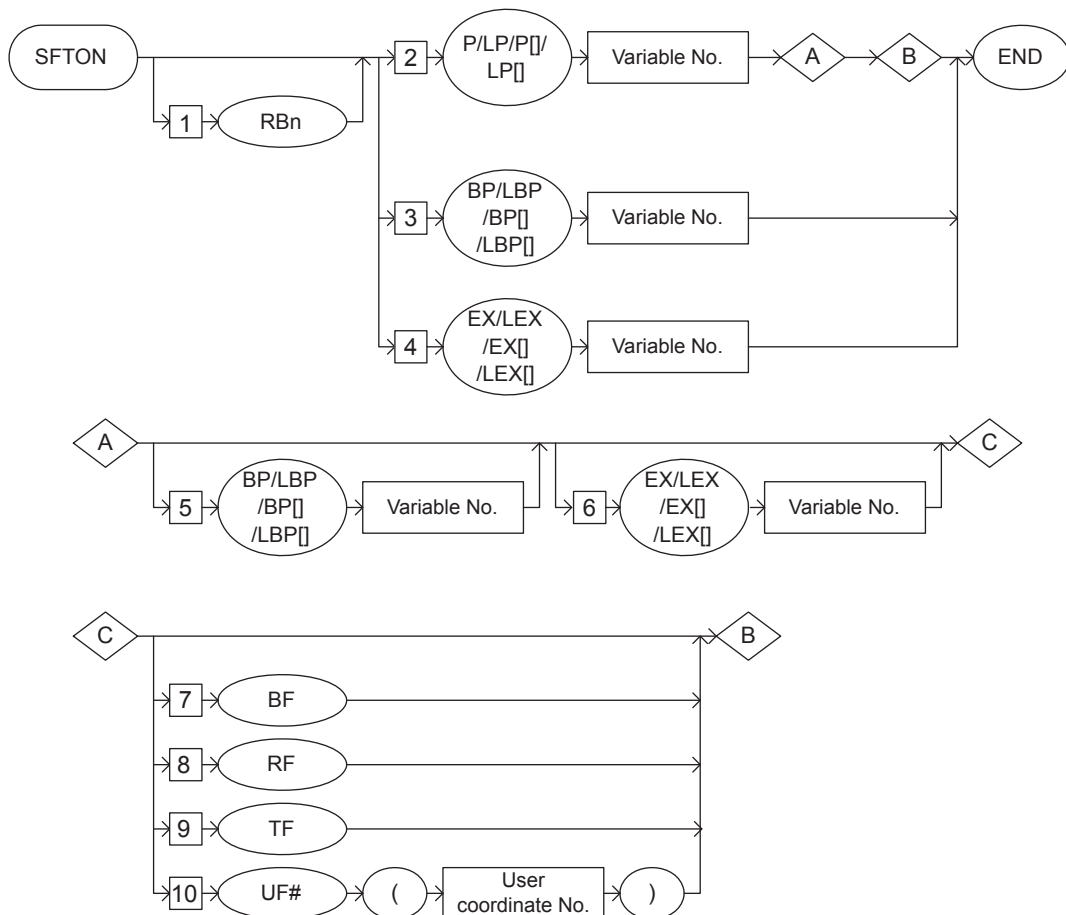 SFTON
2
P/LP/P[]/
LP[]
Variable No.
A
B
END
1
RBn
3
BP/LBP
/BP[]
/LBP[]
Variable No.
4
EX/LEX
/EX[]
/LEX[]
Variable No.
A
C
5
BP/LBP
/BP[]
/LBP[]
Variable No.
6
EX/LEX
/EX[]
/LEX[]
Variable No.
C
B
7
BF
8
RF
9
TF
10
UF#
(
User
coordinate No.
)